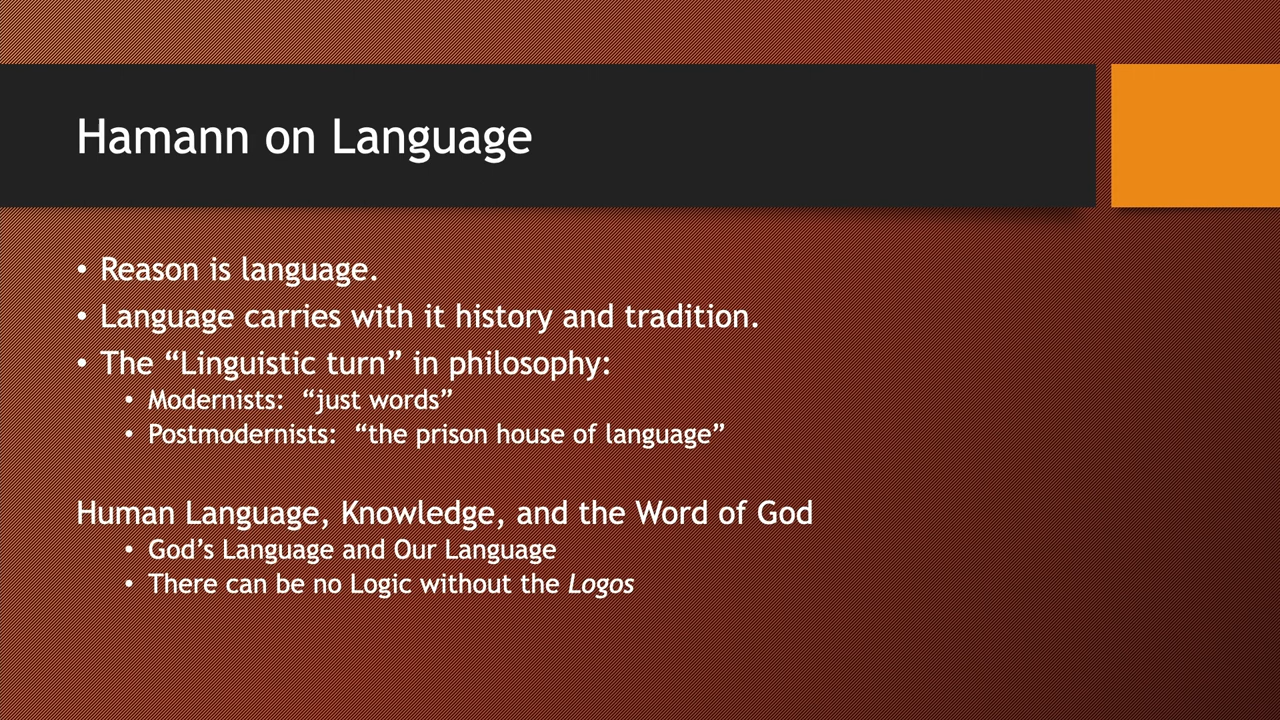 Hamann on Language
• Reason is language.
• Language carries with it history and tradition.
• The “Linguistic turn” in philosophy:
• Modernists:  “just words”
• Postmodernists:  “the prison house of language”
Human Language, Knowledge, and the Word of God
• God’s Language and Our Language
• There can be no Logic without the Logos